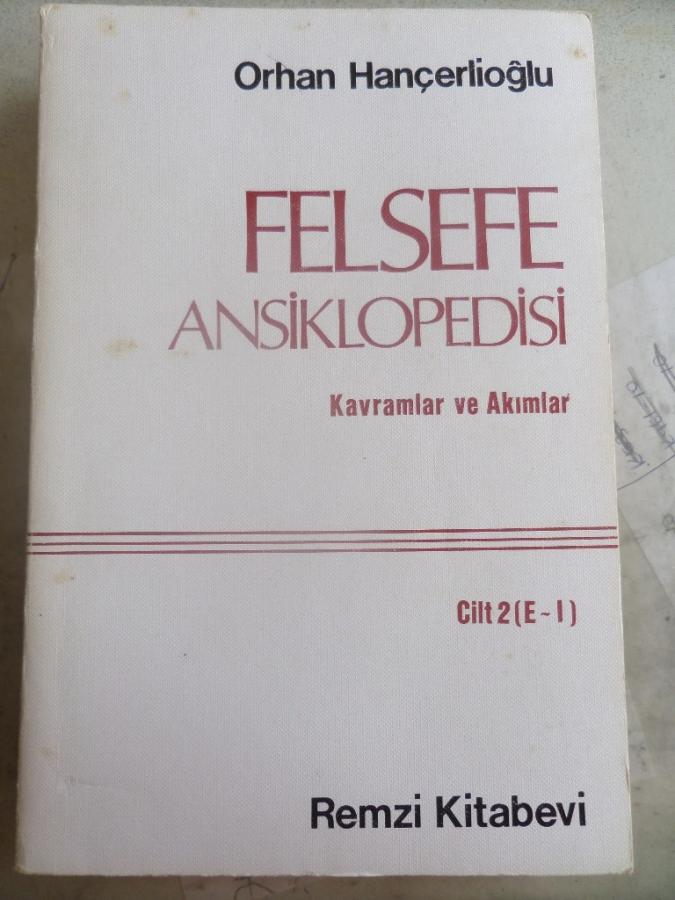 Orhan Hançerlioğlu
FELSEFE
ANSİKLOPEDİSİ
Kavramlar ve Akımlar
Cilt 2 (E ~ I)
Remzi Kitabevi